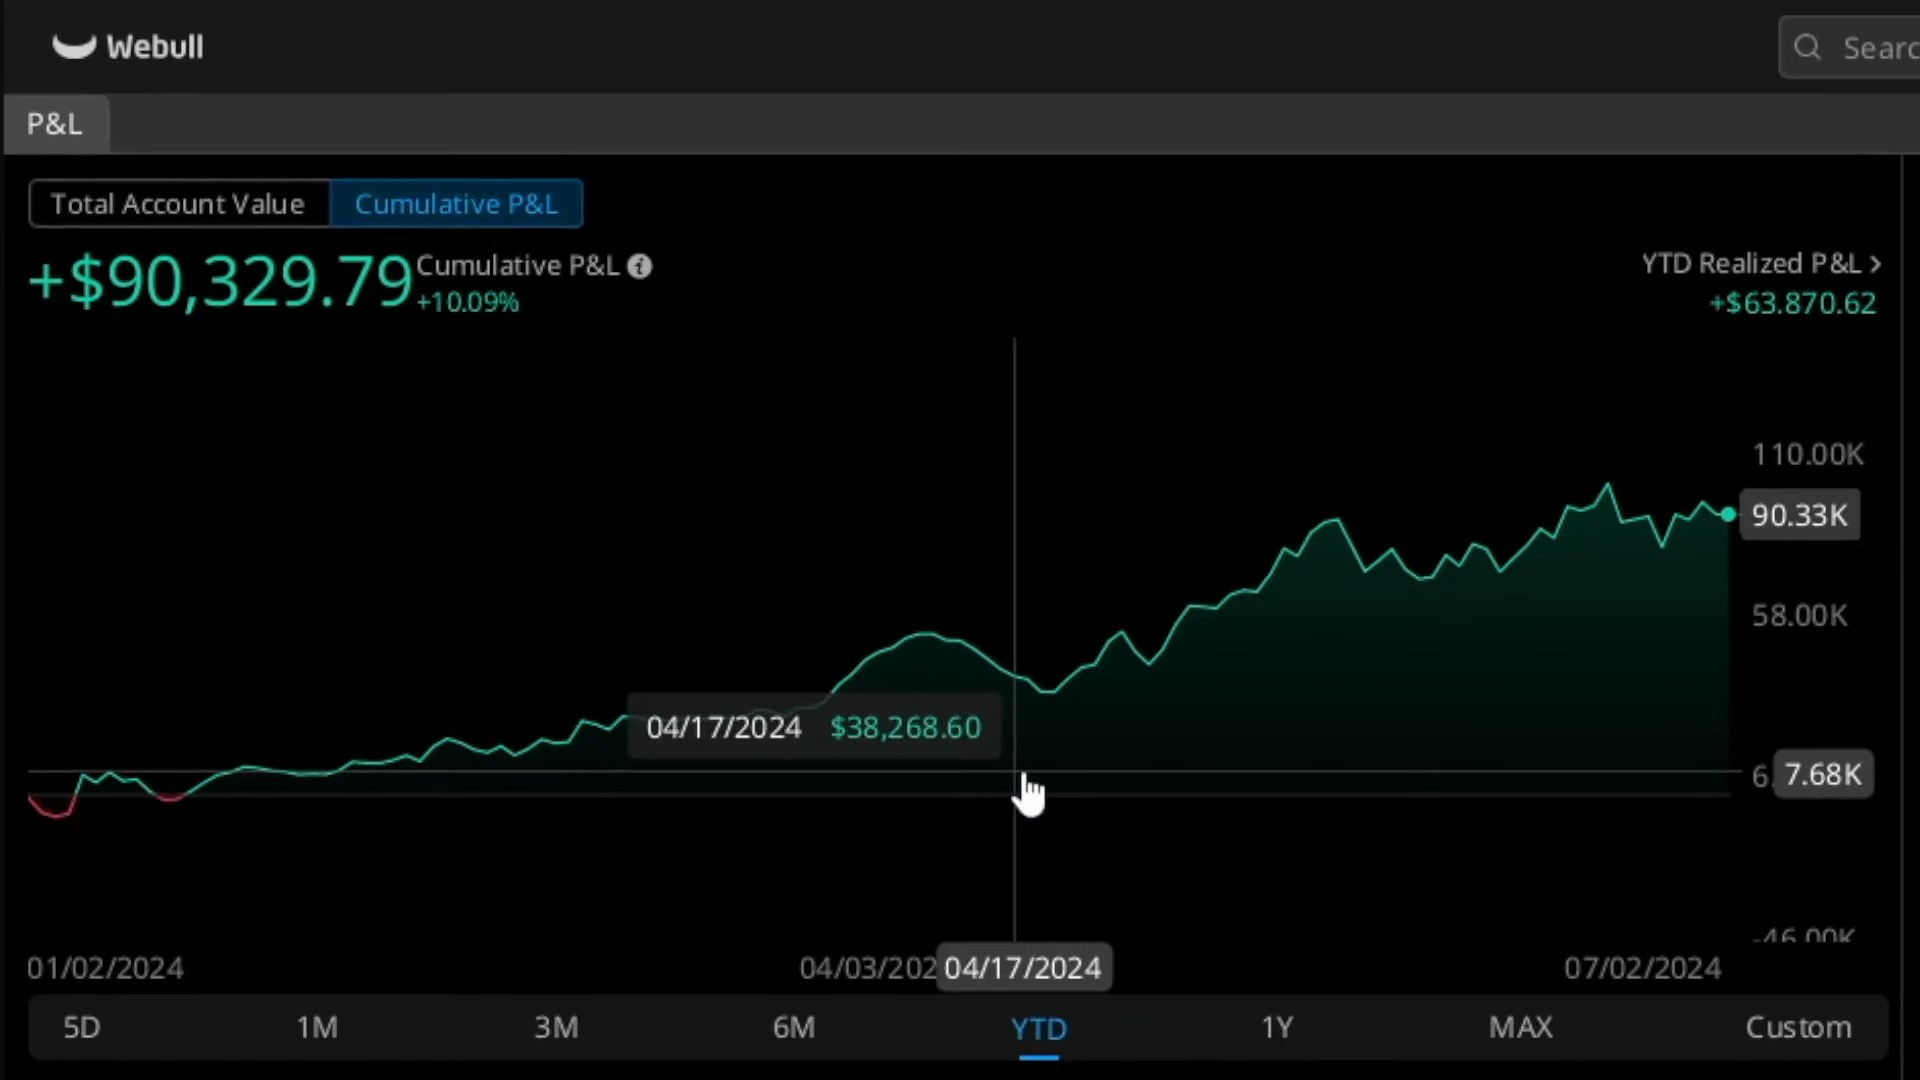 Webull
Searc
P&L
Total Account Value Cumulative P&L
+$90,329.79 Cumulative P&L
+10.09%
YTD Realized P&L >
+$63.870.62
110.00K
90.33K
58.00K
04/17/2024 $38,268.60
6. 7.68K
-46.00K
01/02/2024 04/03/202 04/17/2024 07/02/2024
5D 1M 3M 6M YTD 1Y MAX Custom